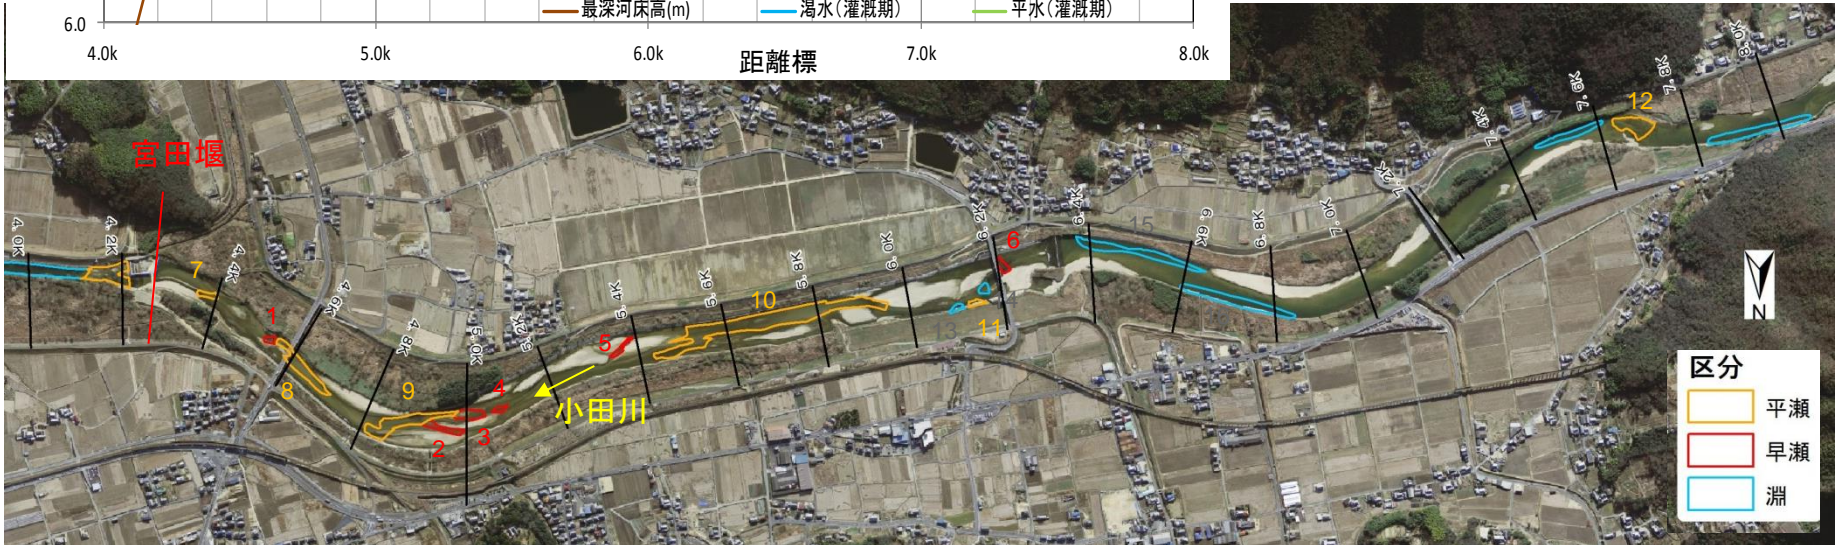 6.0
最深河床高(m)
渇水（灌漑期）
平水（灌漑期）
4.0k
5.0k
6.0k
7.0k
8.0k
距離標
宮田堰
4.0K
4.2K
4.4K
4.6K
4.8K
5.0K
5.2K
5.4K
5.6K
5.8K
6.0K
6.2K
6.4K
6.6K
6.8K
7.0K
7.2K
7.4K
7.6K
7.8K
8.0K
7
1
8
9
2
3
4
5
10
13
11
14
6
15
12
小田川
N
区分
平瀬
早瀬
淵